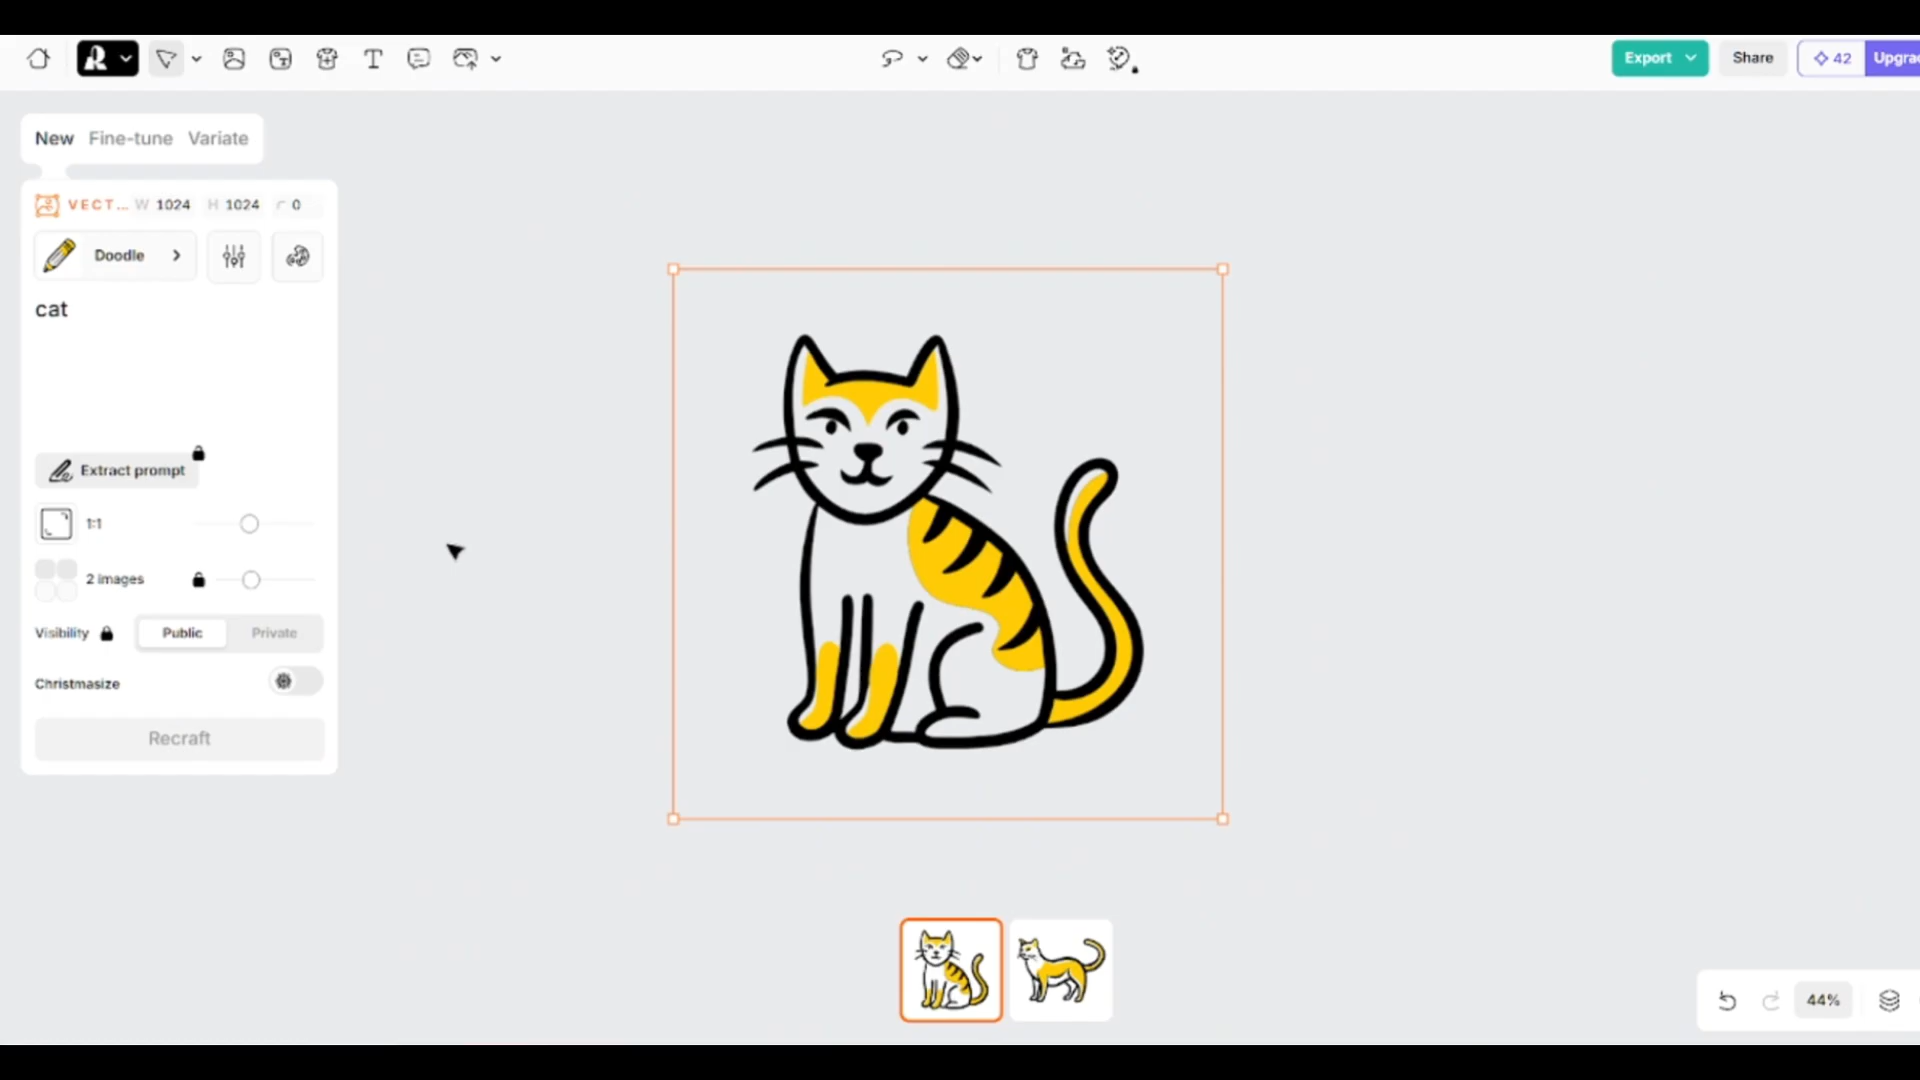 Export
Share
42
Upgra
New Fine-tune Variate
VECT... W 1024 H 1024 0
Doodle
cat
Extract prompt
1:1
2 images
Visibility Public Private
Christmasize
Recraft
44%